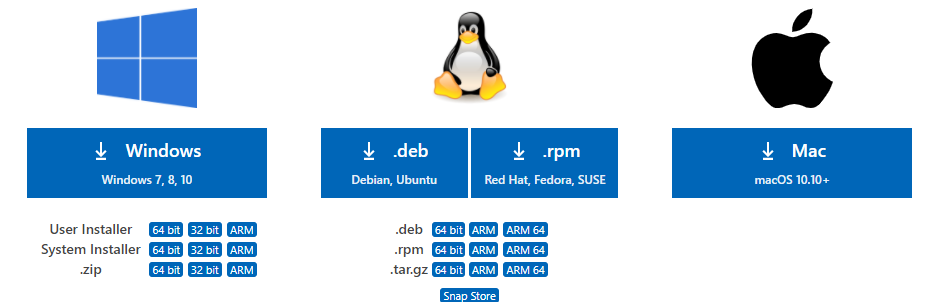 Windows
Windows 7, 8, 10
User Installer 64 bit 32 bit ARM
System Installer 64 bit 32 bit ARM
.zip 64 bit 32 bit ARM
.deb
Debian, Ubuntu
.rpm
Red Hat, Fedora, SUSE
.deb 64 bit ARM ARM 64
.rpm 64 bit ARM ARM 64
.tar.gz 64 bit ARM ARM 64
Snap Store
Mac
macOS 10.10+